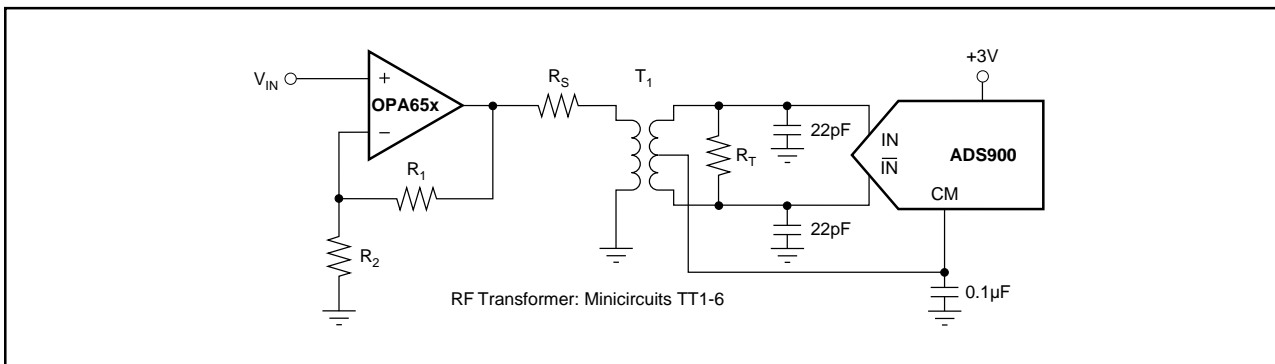 +3V
R_S
T_1
V_IN
+
OPA65x
–
22pF
IN
ADS900
R_T
I̅N̅
R_1
CM
R_2
22pF
0.1µF
RF Transformer: Minicircuits TT1-6